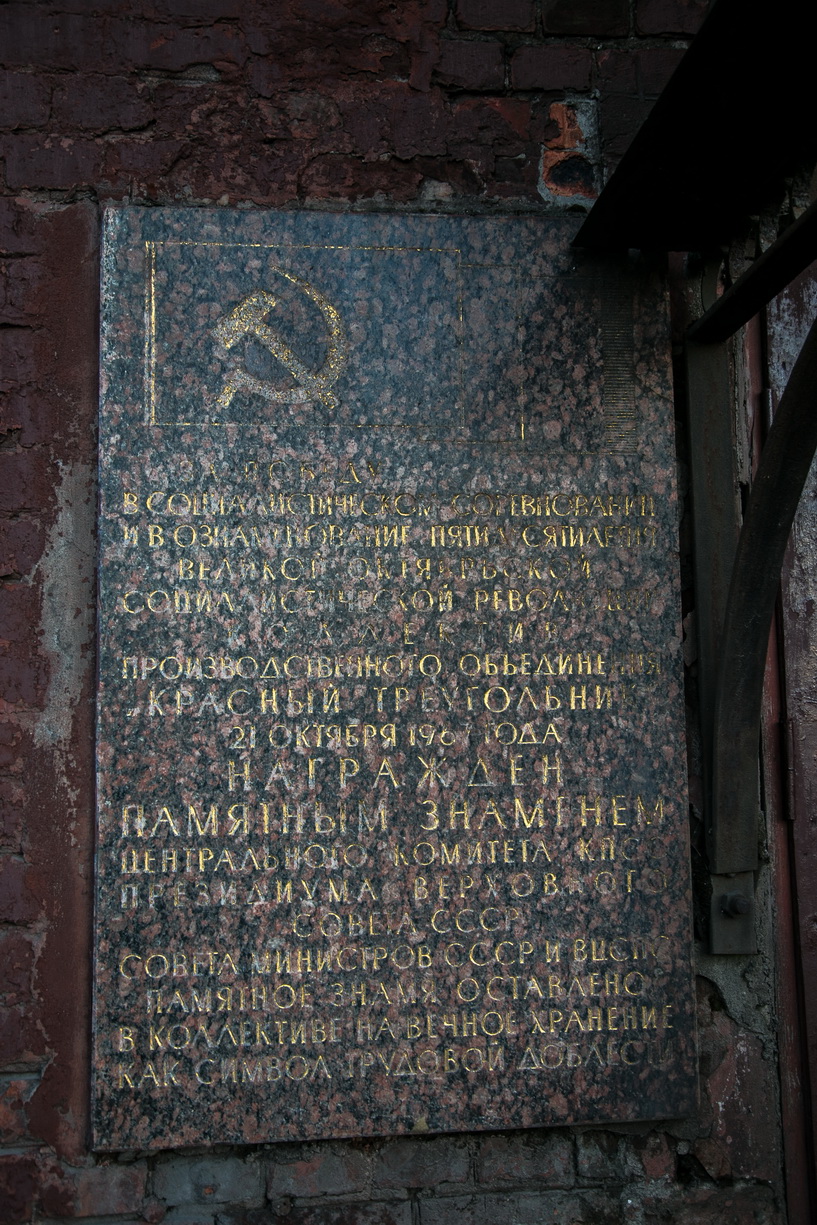 ЗА ПОБЕДУ
В СОЦИАЛИСТИЧЕСКОМ СОРЕВНОВАНИИ
И В ОЗНАМЕНОВАНИЕ ПЯТИДЕСЯТИЛЕТИЯ
ВЕЛИКОЙ ОКТЯБРЬСКОЙ
СОЦИАЛИСТИЧЕСКОЙ РЕВОЛЮЦИИ
КОЛЛЕКТИВ
ПРОИЗВОДСТВЕННОГО ОБЪЕДИНЕНИЯ
„КРАСНЫЙ ТРЕУГОЛЬНИК"
21 ОКТЯБРЯ 1967 ГОДА
НАГРАЖДЕН
ПАМЯТНЫМ ЗНАМЕНЕМ
ЦЕНТРАЛЬНОГО КОМИТЕТА КПСС
ПРЕЗИДИУМА ВЕРХОВНОГО
СОВЕТА СССР
СОВЕТА МИНИСТРОВ СССР И ВЦСПС
ПАМЯТНОЕ ЗНАМЯ ОСТАВЛЕНО
В КОЛЛЕКТИВЕ НА ВЕЧНОЕ ХРАНЕНИЕ
КАК СИМВОЛ ТРУДОВОЙ ДОБЛЕСТИ